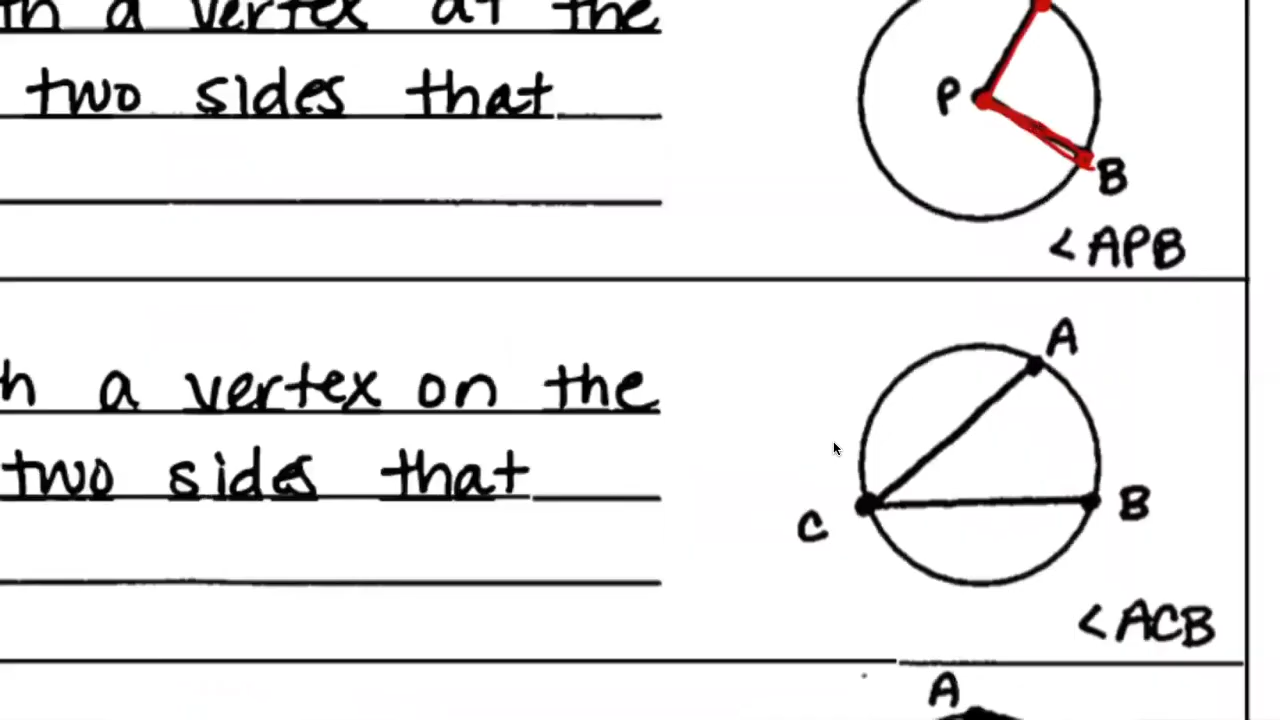 a vertex at the
two sides that
P
B
<APB
A
a vertex on the
two sides that
C
B
<ACB
A